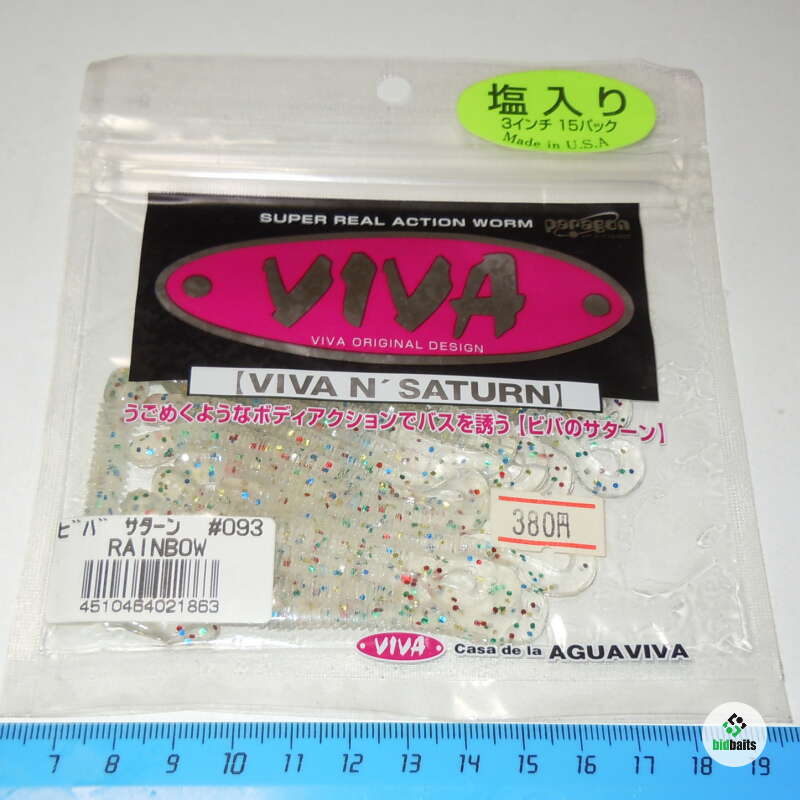 塩入り
3インチ 15パック
Made in U.S.A
SUPER REAL ACTION WORM
paragon
VIVA
VIVA ORIGINAL DESIGN
【VIVA N´SATURN】
うごめくようなボディアクションでバスを誘う【ビバのサターン】
380円
ビバ サターン #093
RAINBOW
4510464021863
VIVA Casa de la AGUAVIVA
7 8 9 10 11 12 13 14 15 16 17 18 19
bidbaits